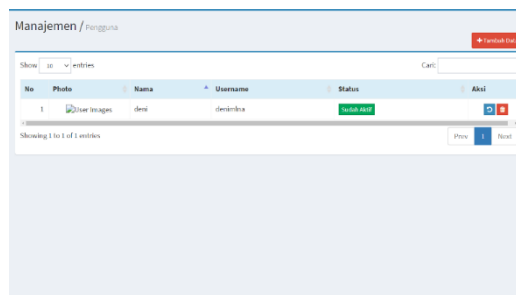 Manajemen / Pengguna
+ Tambah Data
Show 10 entries
Cari:
No Photo Nama Username Status Aksi
1 User Images deni denimlna Sudah Aktif
Showing 1 to 1 of 1 entries
Prev 1 Next